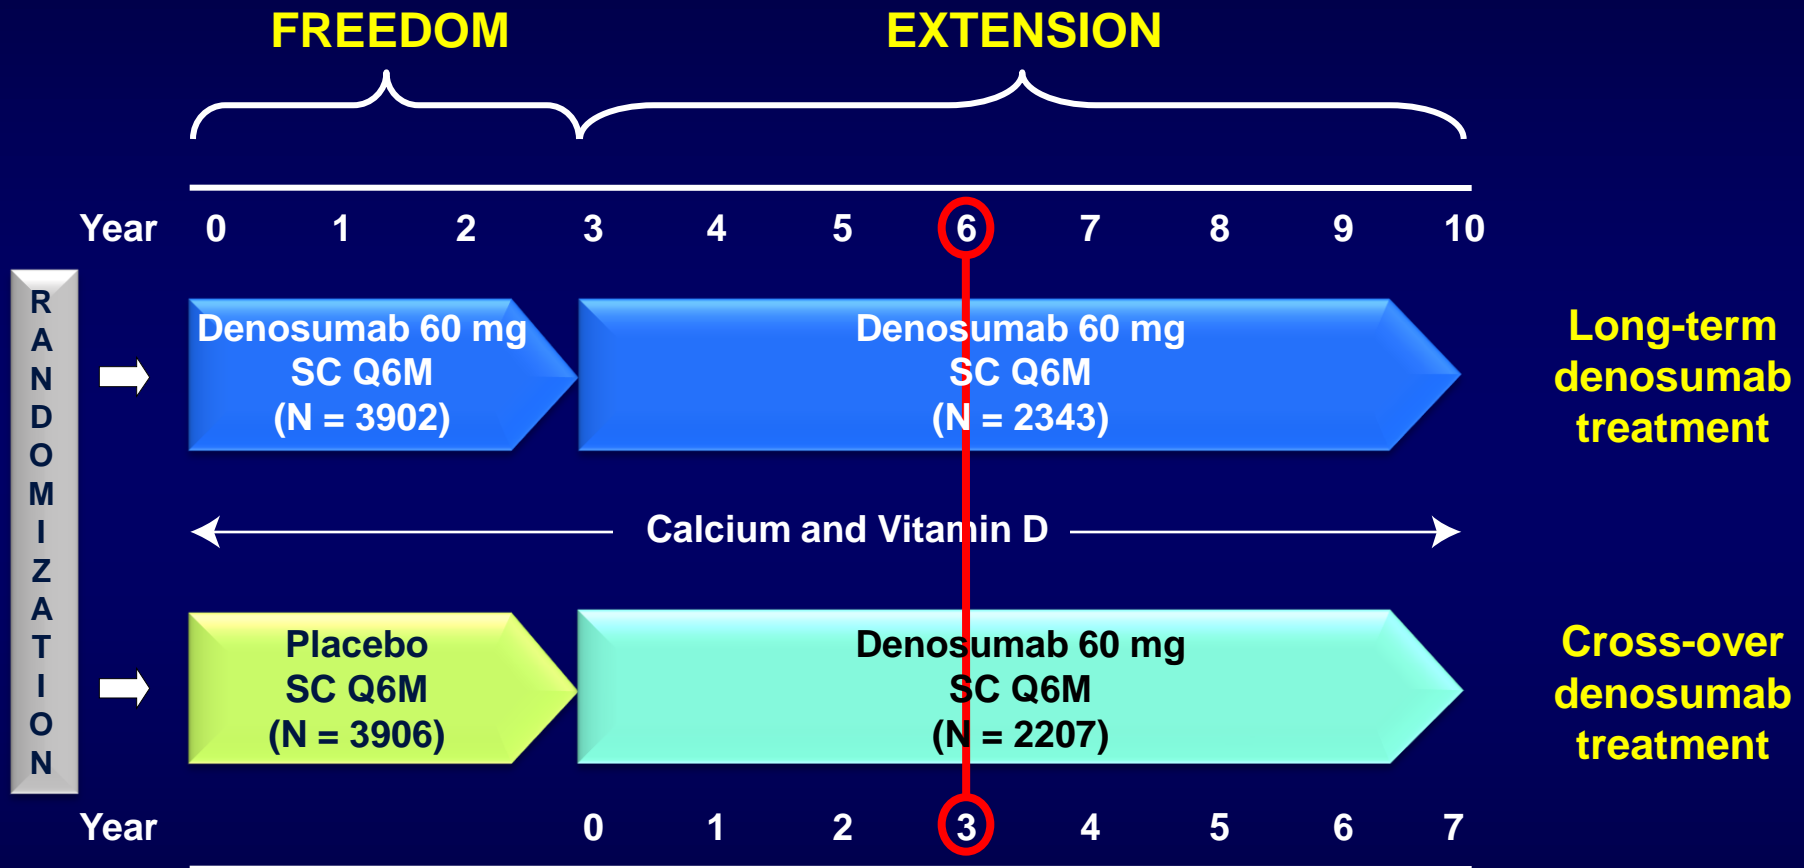 FREEDOM
EXTENSION
Year 0 1 2 3 4 5 6 7 8 9 10
RANDOMIZATION
Denosumab 60 mg
SC Q6M
(N = 3902)
Denosumab 60 mg
SC Q6M
(N = 2343)
Long-term
denosumab
treatment
Calcium and Vitamin D
Placebo
SC Q6M
(N = 3906)
Denosumab 60 mg
SC Q6M
(N = 2207)
Cross-over
denosumab
treatment
Year 0 1 2 3 4 5 6 7